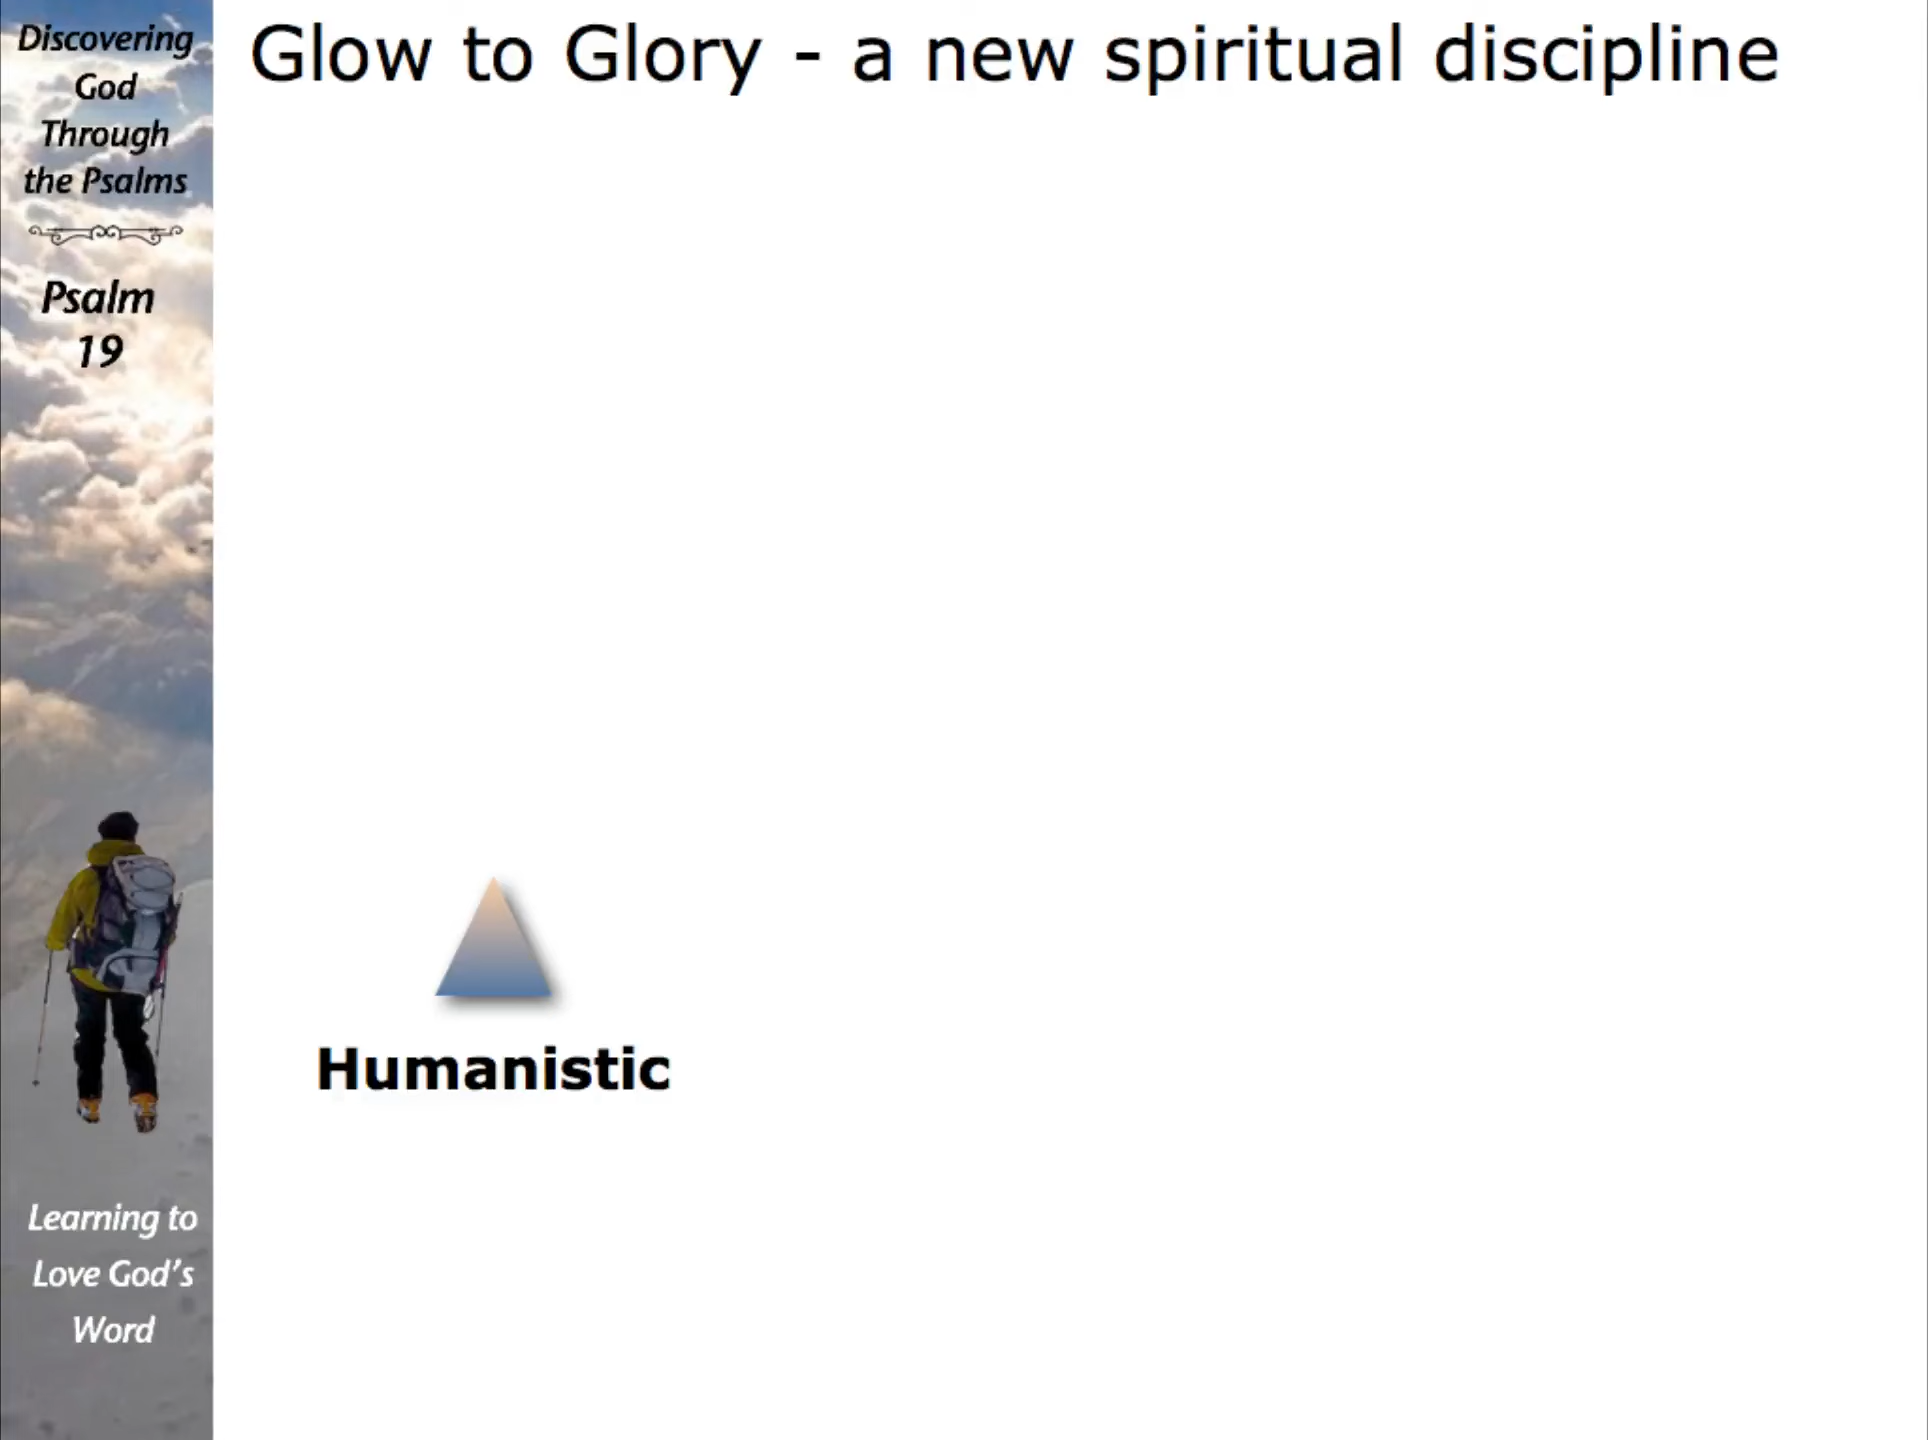 Discovering
God
Through
the Psalms
Psalm
19
Learning to
Love God's
Word
Glow to Glory - a new spiritual discipline
Humanistic